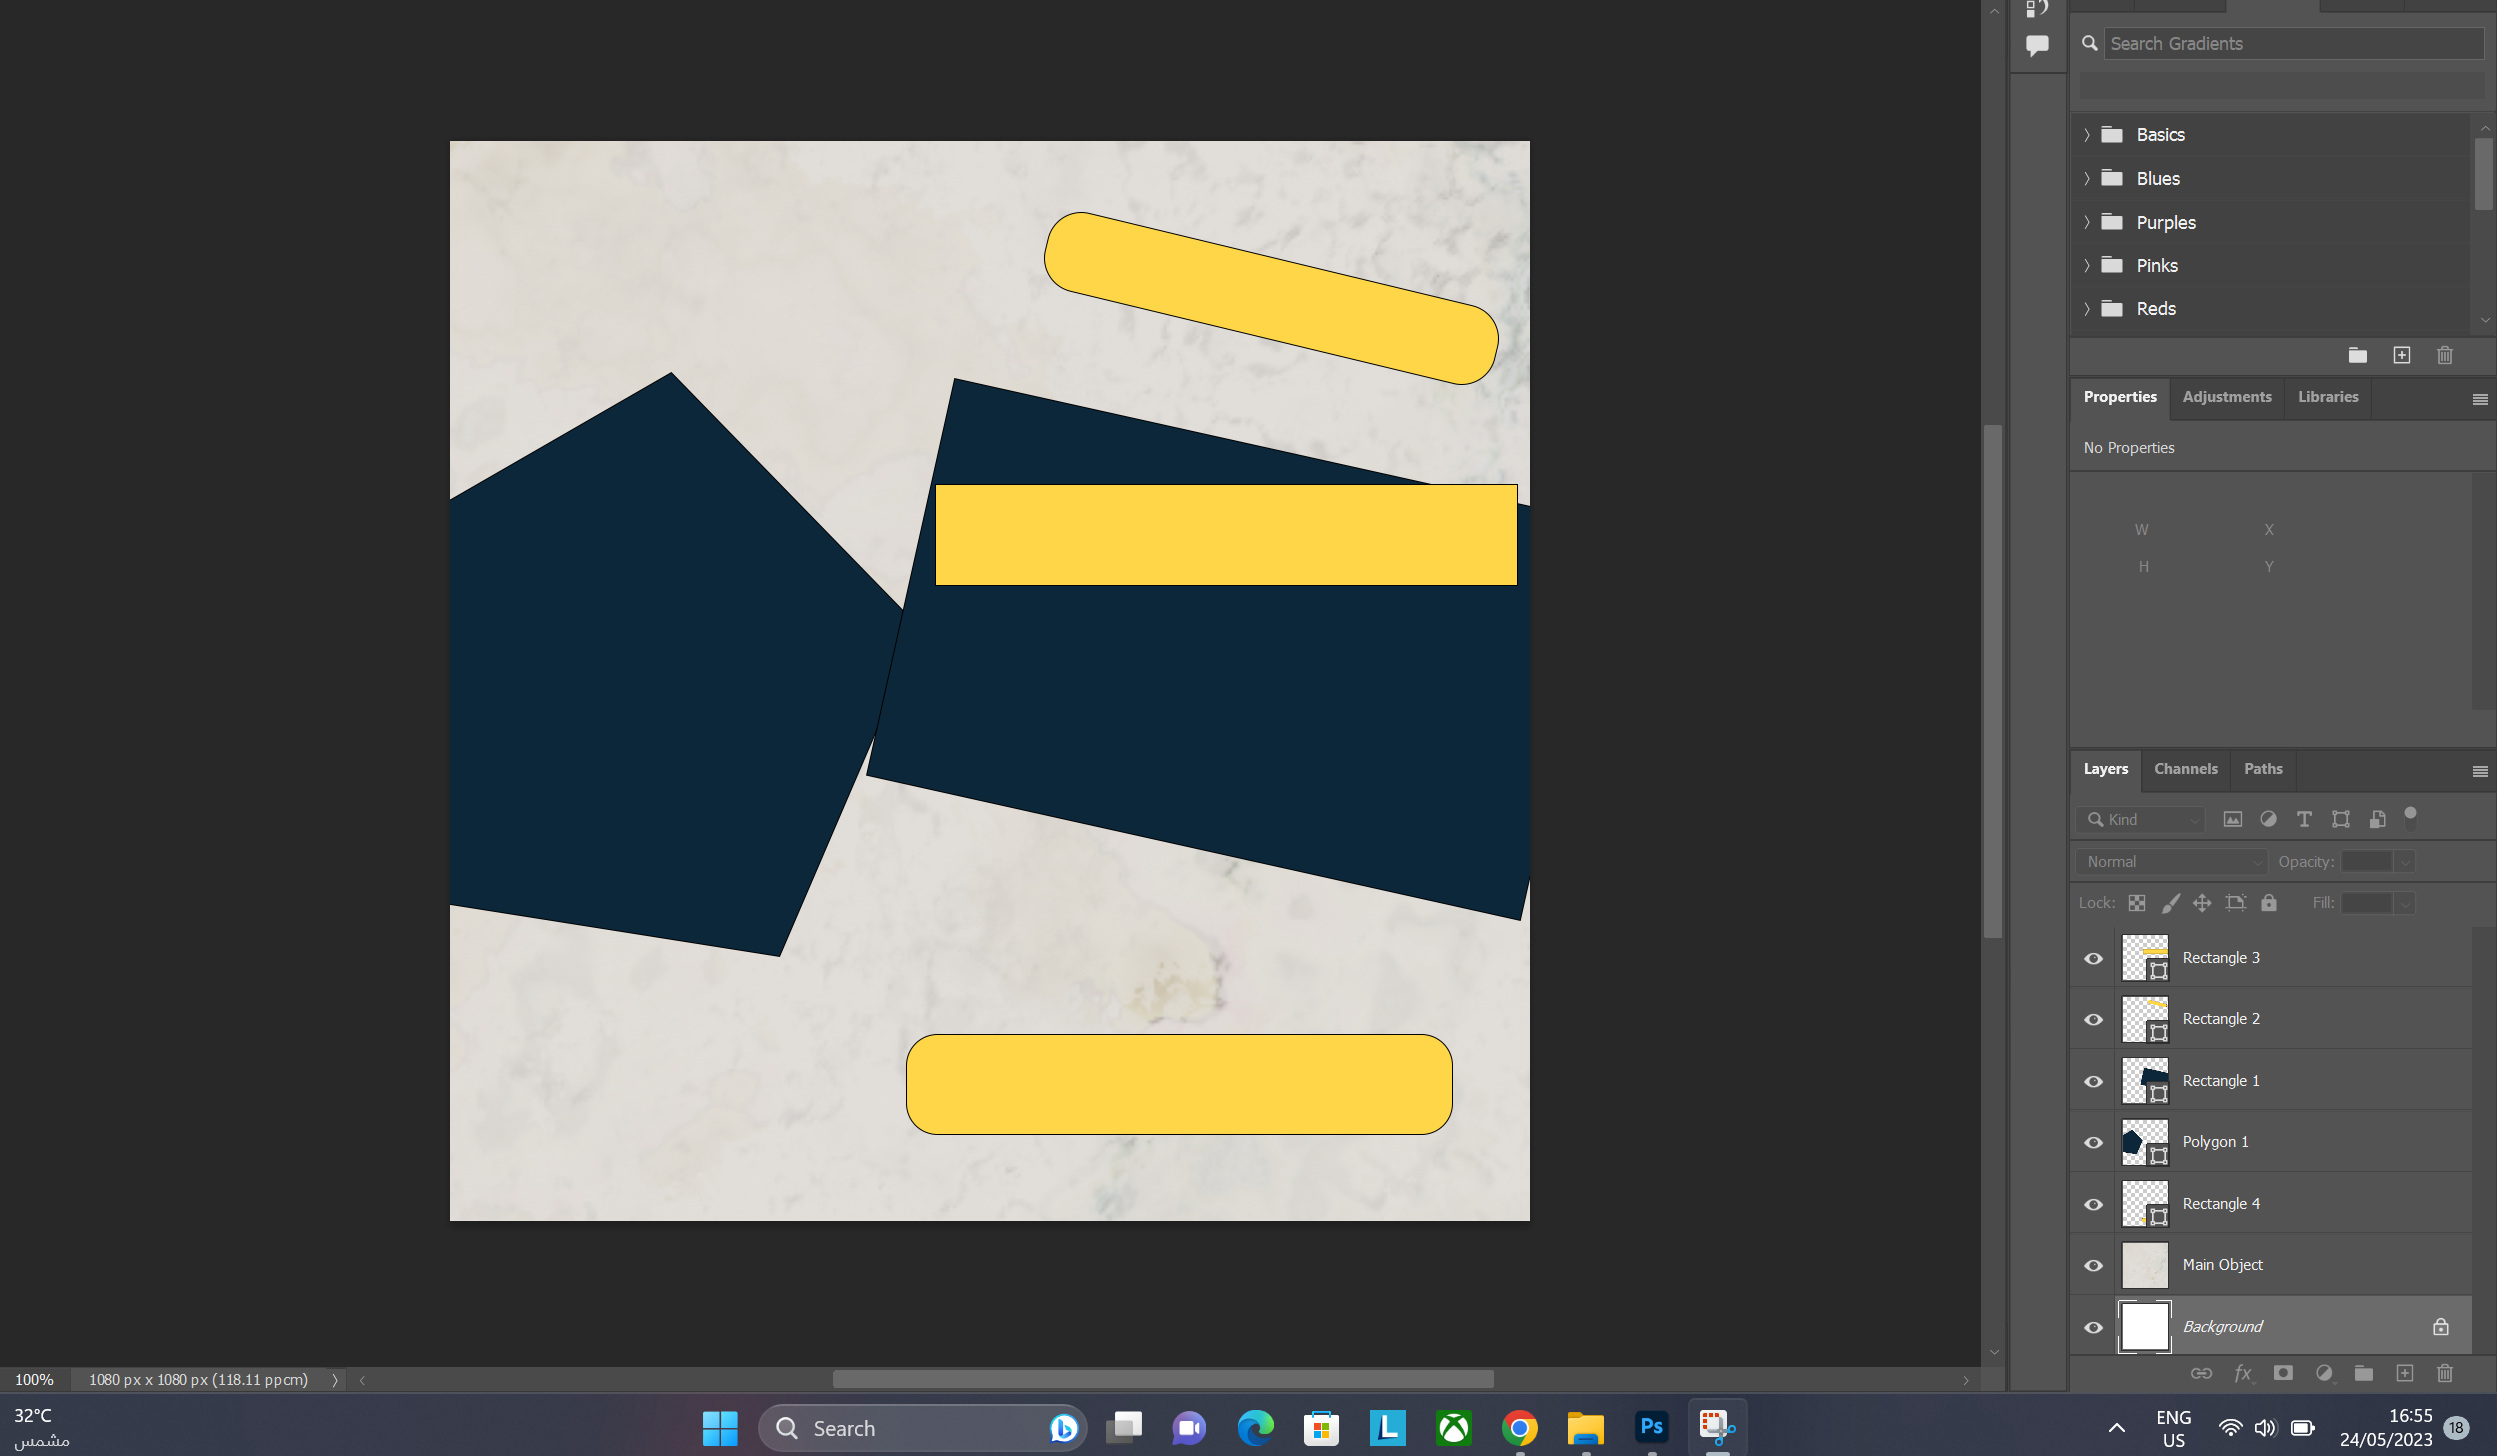 Search Gradients
Basics
Blues
Purples
Pinks
Reds
Properties Adjustments Libraries
No Properties
W X
H Y
Layers Channels Paths
Kind
Normal Opacity:
Lock: Fill:
Rectangle 3
Rectangle 2
Rectangle 1
Polygon 1
Rectangle 4
Main Object
Background
fx
100% 1080 px x 1080 px (118.11 ppcm)
32°C
مشمس
Search
L
Ps
ENG
US
16:55
24/05/2023
18